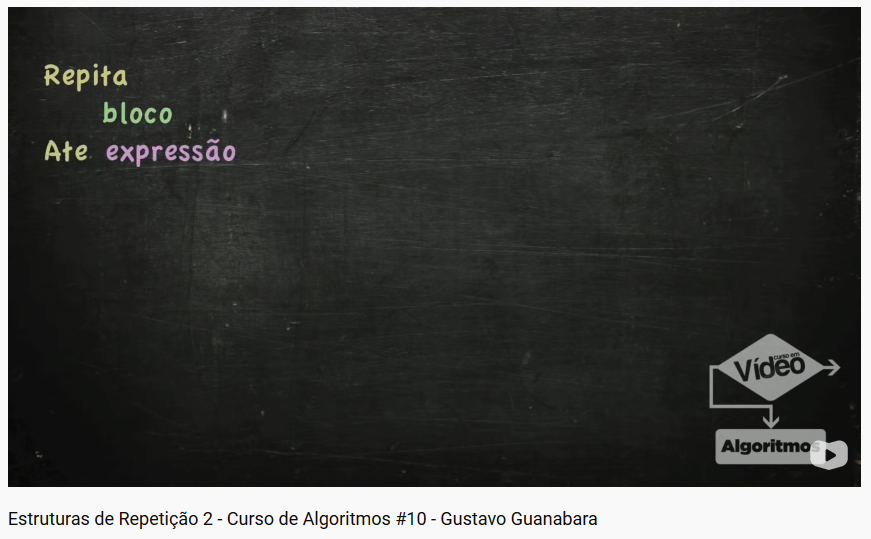 Repita
bloco
Ate expressão
curso em
Vídeo
Algoritmos
Estruturas de Repetição 2 - Curso de Algoritmos #10 - Gustavo Guanabara